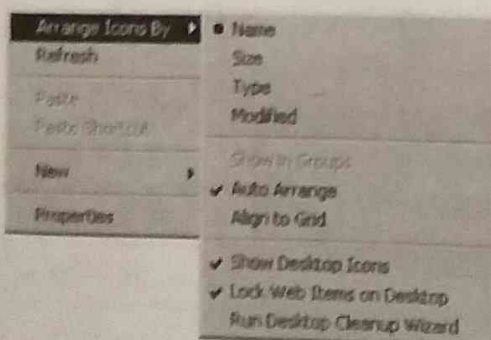 Arrange Icons By
Refresh
Paste
Paste Shortcut
New
Properties
Name
Size
Type
Modified
Show in Groups
Auto Arrange
Align to Grid
Show Desktop Icons
Lock Web Items on Desktop
Run Desktop Cleanup Wizard